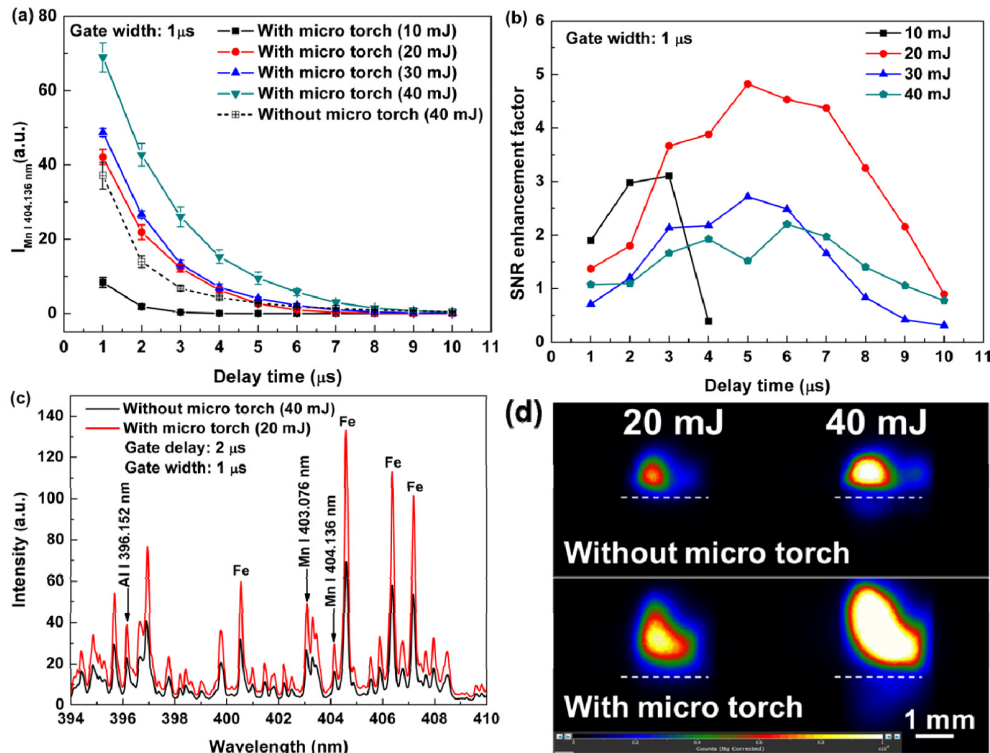 (a)
80
60
40
20
0
I Mn I 404.136 nm (a.u.)
Gate width: 1µs
With micro torch (10 mJ)
With micro torch (20 mJ)
With micro torch (30 mJ)
With micro torch (40 mJ)
Without micro torch (40 mJ)
0 1 2 3 4 5 6 7 8 9 10 11
Delay time (µs)
(b)
6
5
4
3
2
1
0
SNR enhancement factor
Gate width: 1 µs
10 mJ
20 mJ
30 mJ
40 mJ
0 1 2 3 4 5 6 7 8 9 10 11
Delay time (µs)
(c)
140
120
100
80
60
40
20
0
Intensity (a.u.)
Without micro torch (40 mJ)
With micro torch (20 mJ)
Gate delay: 2 µs
Gate width: 1 µs
Al I 396.152 nm
Fe
Mn I 403.076 nm
Mn I 404.136 nm
Fe
Fe
Fe
394 396 398 400 402 404 406 408 410
Wavelength (nm)
(d)
20 mJ 40 mJ
Without micro torch
With micro torch
1 mm
Counts (Bg Corrected)